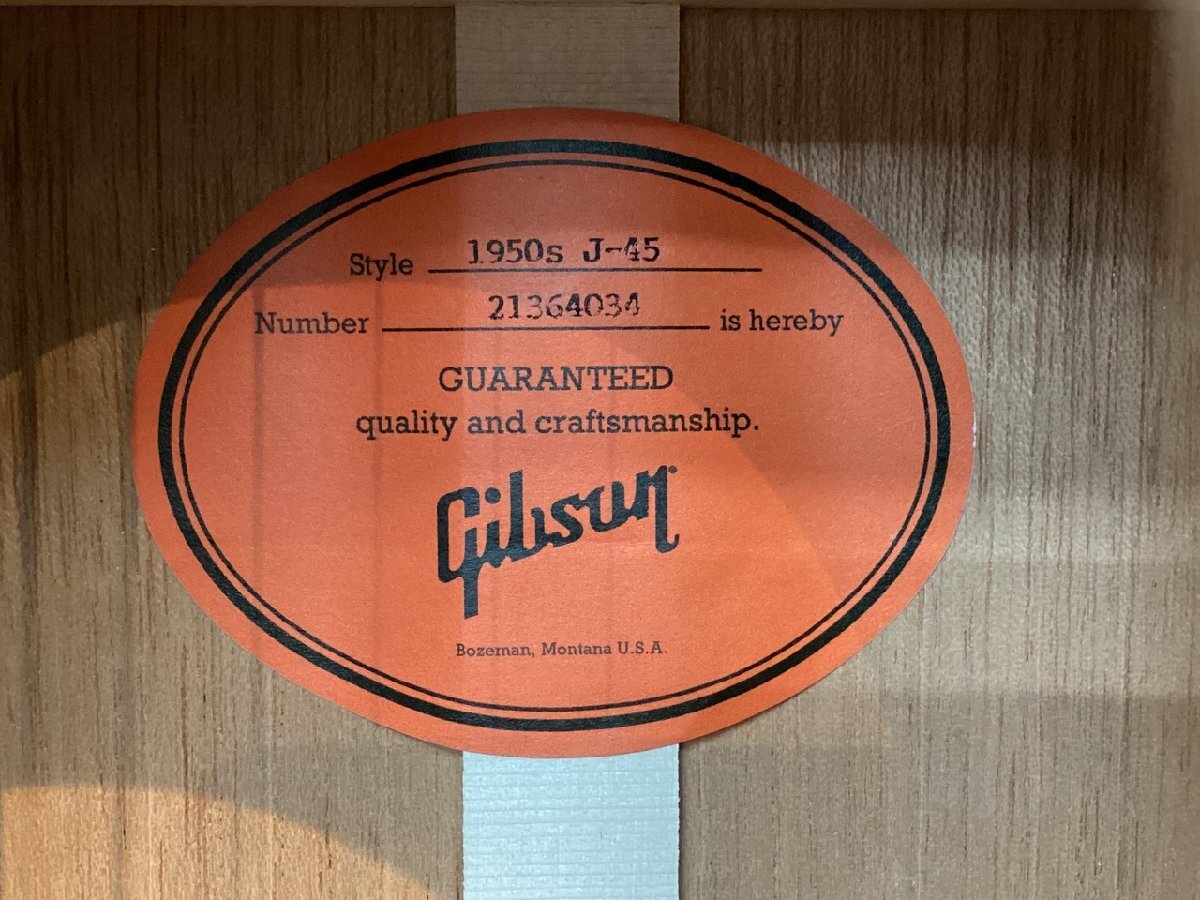 Style 1950s J-45
Number 21364034 is hereby
GUARANTEED
quality and craftsmanship.
Gibson
Bozeman, Montana U.S.A.